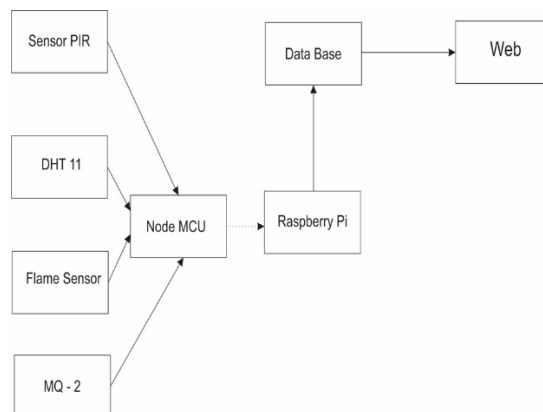 Sensor PIR
Data Base
Web
DHT 11
Node MCU
Raspberry Pi
Flame Sensor
MQ - 2